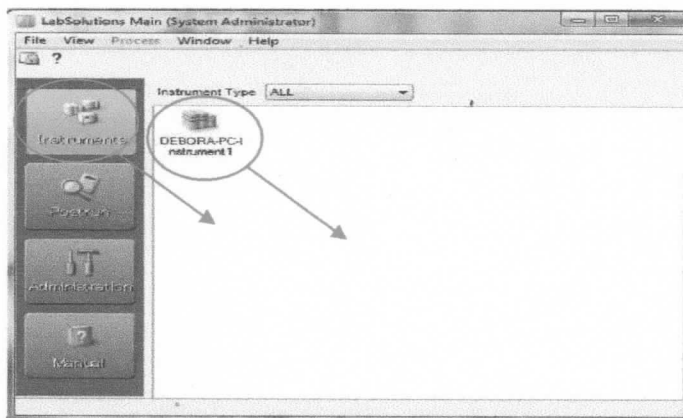 LabSolutions Main (System Administrator)
File View Process Window Help
?
Instrument Type ALL
Instruments
DEBORA-PC-I
nstrument1
Postrun
Administration
?
Manual